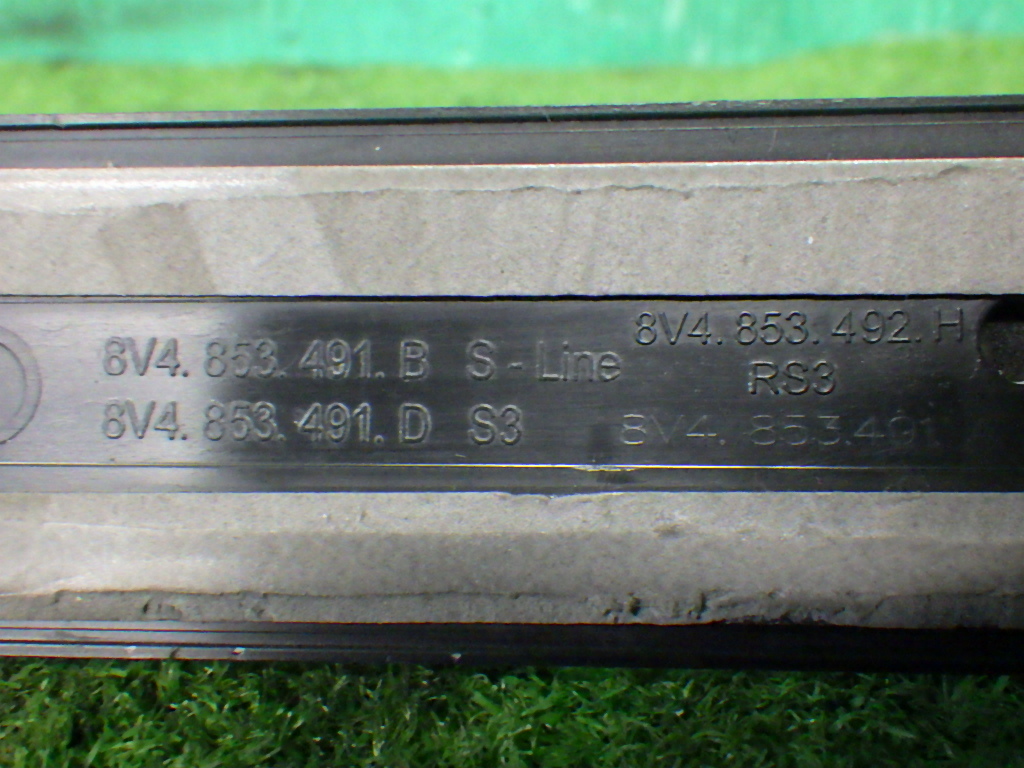 8V4. 853. 491. B S - Line
8V4. 853. 491. D S3
8V4. 853. 492. H
RS3
8V4. 853.491